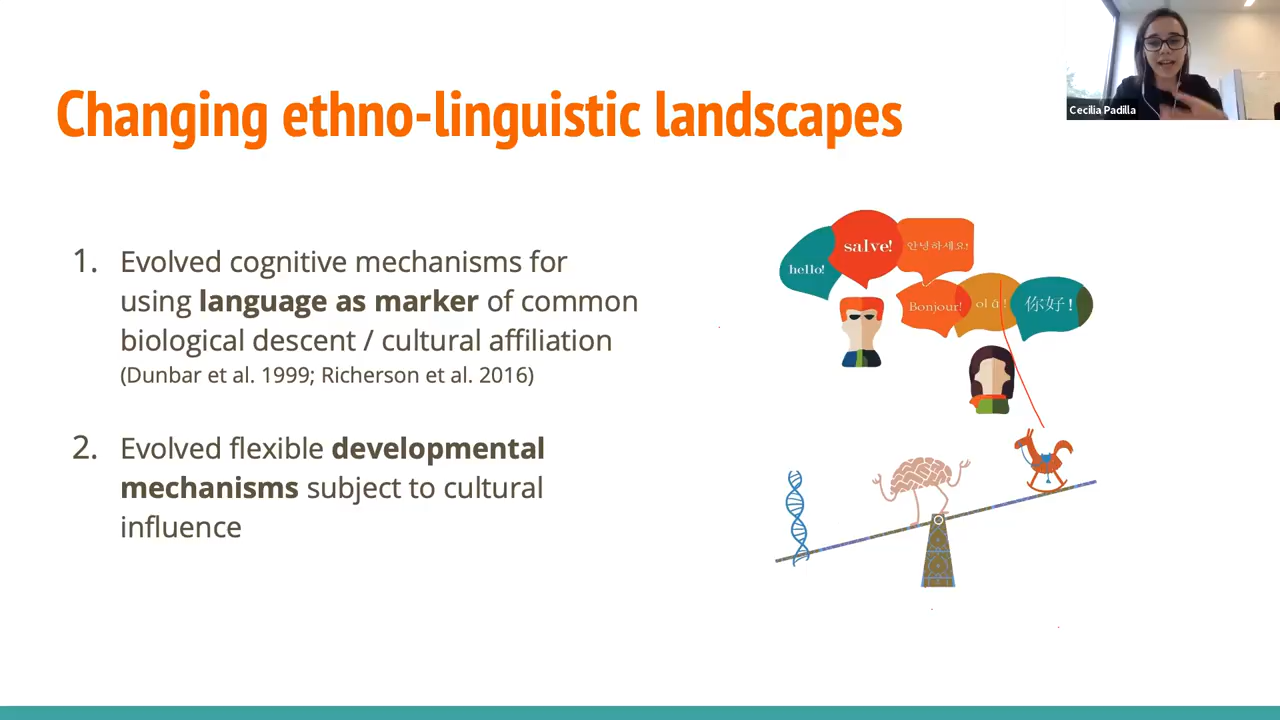 Changing ethno-linguistic landscapes
Cecilia Padilla
1. Evolved cognitive mechanisms for
using language as marker of common
biological descent / cultural affiliation
(Dunbar et al. 1999; Richerson et al. 2016)
2. Evolved flexible developmental
mechanisms subject to cultural
influence
hello!
salve!
안녕하세요!
Bonjour!
olá!
你好!